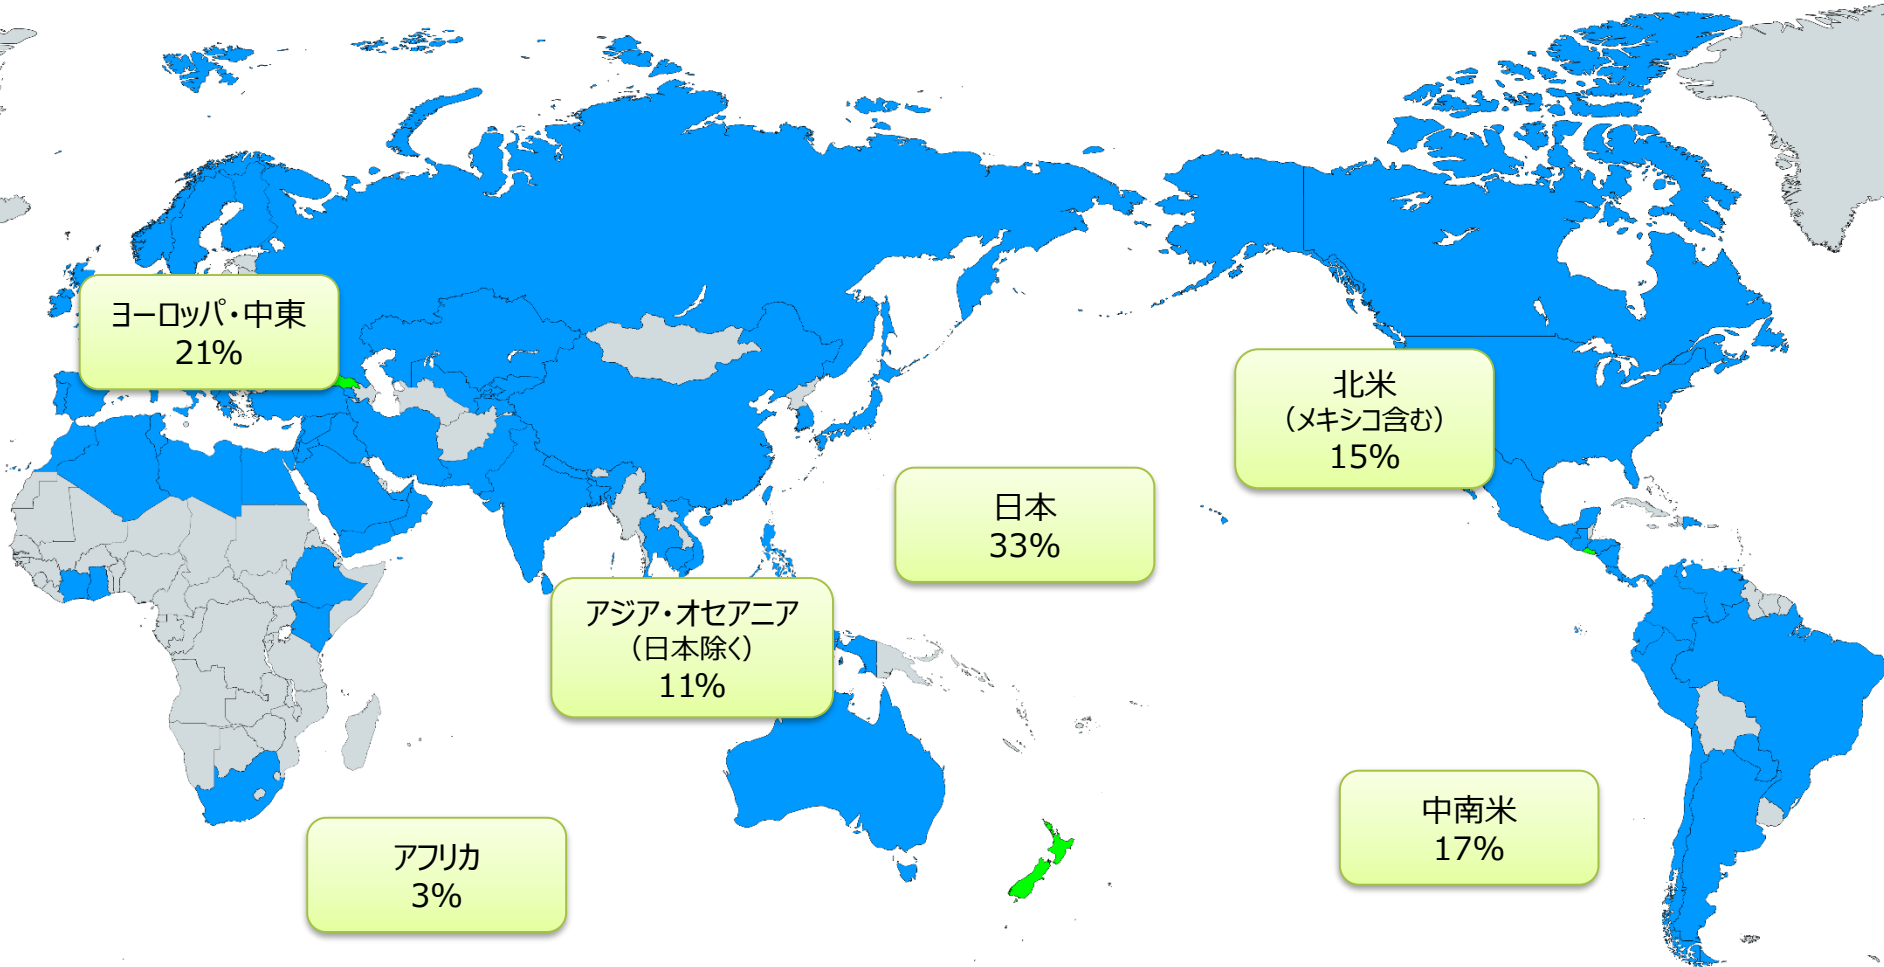 ヨーロッパ・中東
21%
北米
（メキシコ含む）
15%
日本
33%
アジア・オセアニア
（日本除く）
11%
中南米
17%
アフリカ
3%